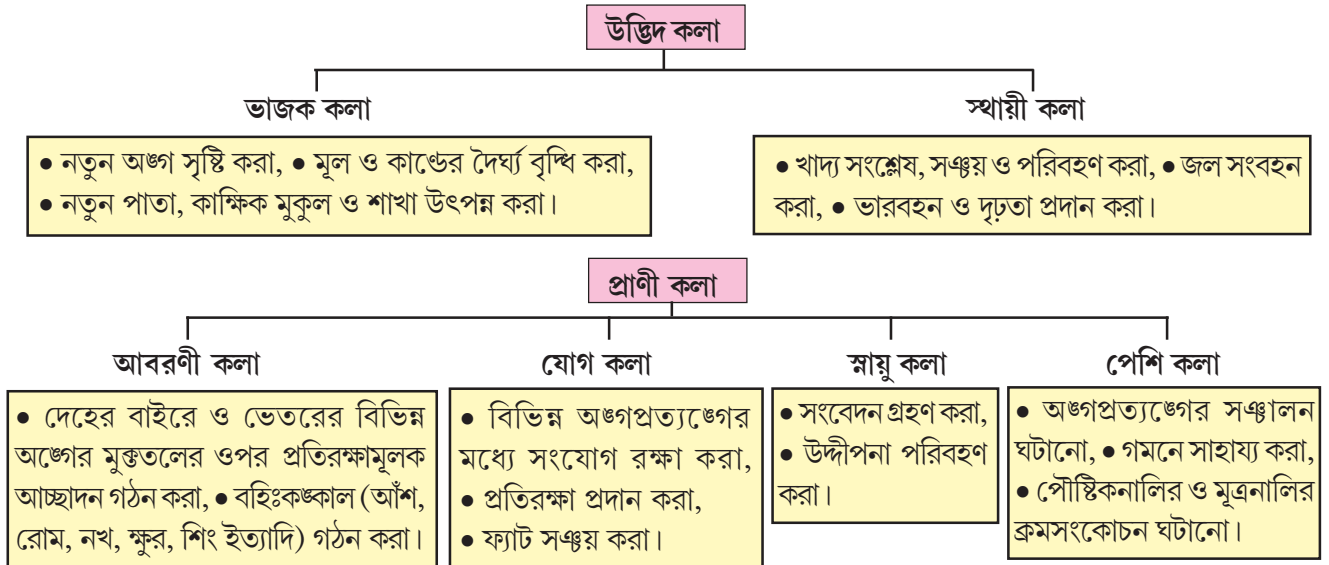 উদ্ভিদ কলা
ভাজক কলা
স্থায়ী কলা
● নতুন অঙ্গ সৃষ্টি করা, ● মূল ও কাণ্ডের দৈর্ঘ্য বৃদ্ধি করা,
● নতুন পাতা, কাক্ষিক মুকুল ও শাখা উৎপন্ন করা।
● খাদ্য সংশ্লেষ, সঞ্চয় ও পরিবহণ করা, ● জল সংবহন
করা, ● ভারবহন ও দৃঢ়তা প্রদান করা।
প্রাণী কলা
আবরণী কলা
যোগ কলা
স্নায়ু কলা
পেশি কলা
● দেহের বাইরে ও ভেতরের বিভিন্ন
অঙ্গের মুক্ততলের ওপর প্রতিরক্ষামূলক
আচ্ছাদন গঠন করা, ● বহিঃকঙ্কাল (আঁশ,
রোম, নখ, ক্ষুর, শিং ইত্যাদি) গঠন করা।
● বিভিন্ন অঙ্গপ্রত্যঙ্গের
মধ্যে সংযোগ রক্ষা করা,
● প্রতিরক্ষা প্রদান করা,
● ফ্যাট সঞ্চয় করা।
● সংবেদন গ্রহণ করা,
● উদ্দীপনা পরিবহণ
করা।
● অঙ্গপ্রত্যঙ্গের সঞ্চালন
ঘটানো, ● গমনে সাহায্য করা,
● পৌষ্টিকনালির ও মূত্রনালির
ক্রমসংকোচন ঘটানো।